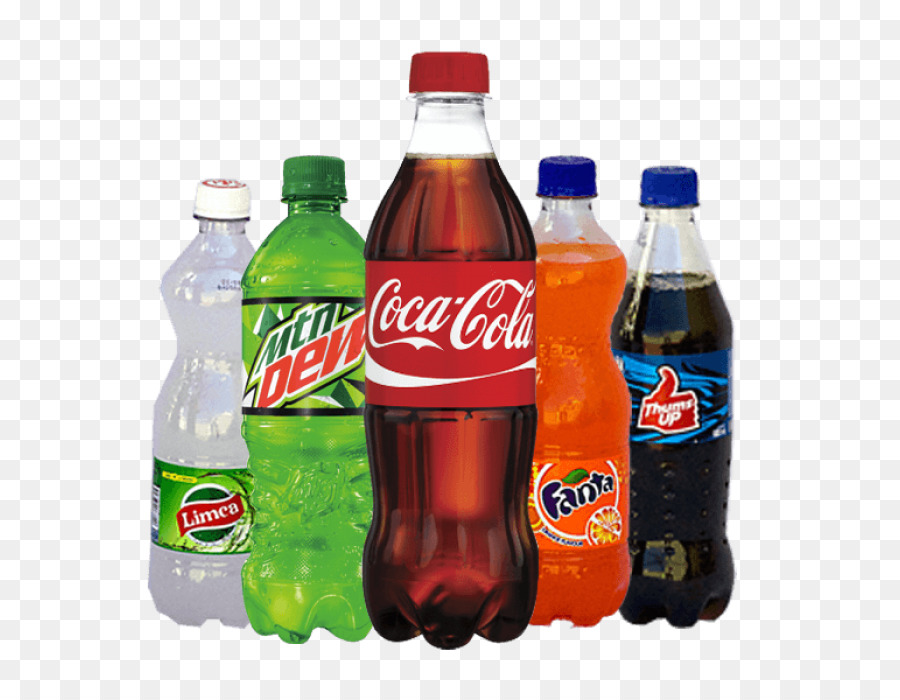 Limca
Mtn
DEW
Coca-Cola
Fanta
Thums
UP